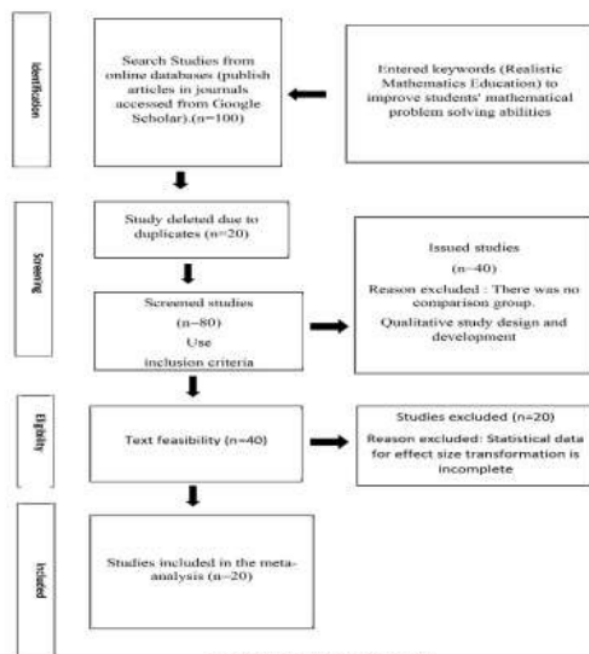 Identification
Search Studies from
online databases (publish
articles in journals
accessed from Google
Scholar).(n=100)
Entered keywords (Realistic
Mathematics Education) to
improve students' mathematical
problem solving abilities
Screening
Study deleted due to
duplicates (n=20)
Screened studies
(n=80)
Use
inclusion criteria
Issued studies
(n=40)
Reason excluded : There was no
comparison group.
Qualitative study design and
development
Eligibility
Text feasibility (n=40)
Studies excluded (n=20)
Reason excluded: Statistical data
for effect size transformation is
incomplete
Included
Studies included in the meta-
analysis (n=20)